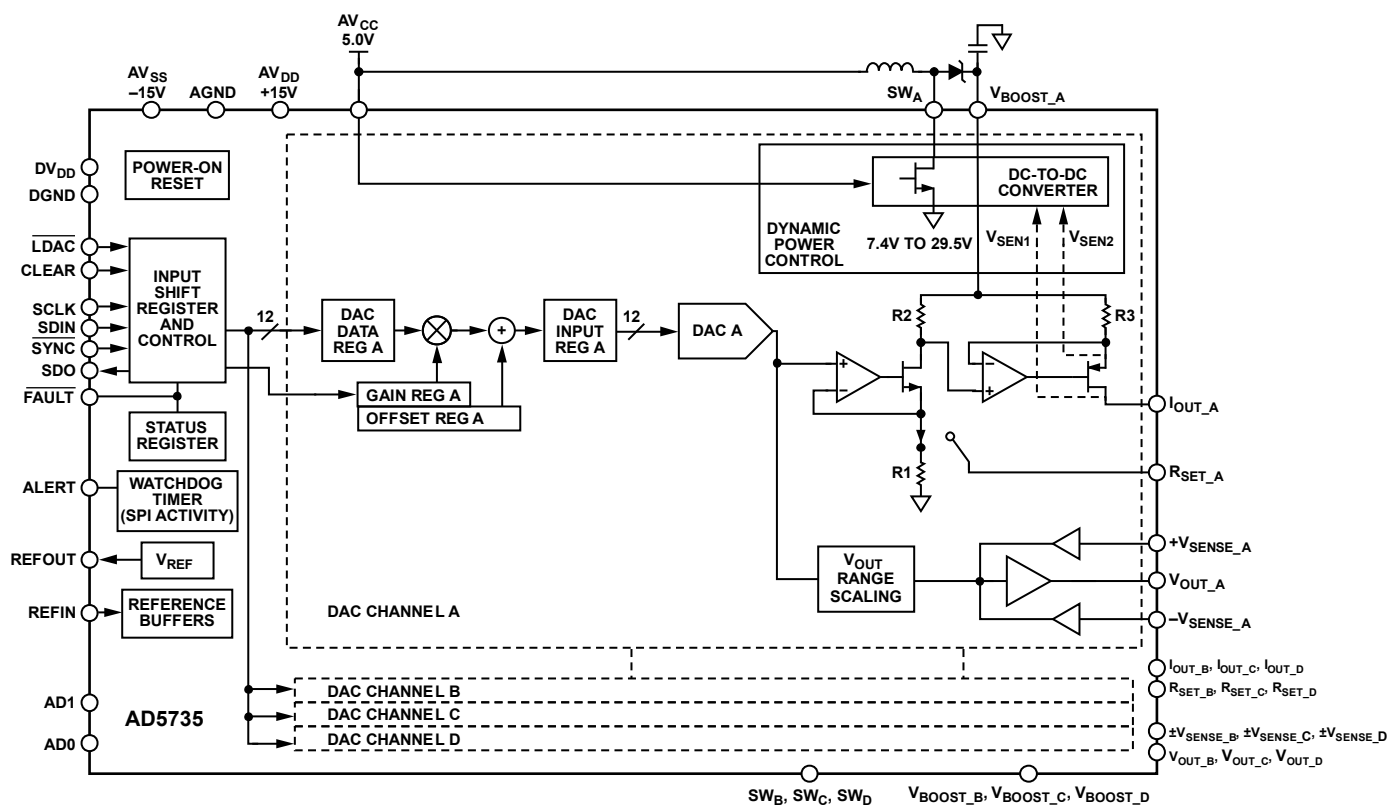 AVCC
5.0V
AVSS
–15V
AGND
AVDD
+15V
SWA
VBOOST_A
DVDD
DGND
POWER-ON
RESET
DC-TO-DC
CONVERTER
DYNAMIC
POWER
CONTROL
7.4V TO 29.5V
VSEN1
VSEN2
LDAC
CLEAR
SCLK
SDIN
SYNC
SDO
FAULT
INPUT
SHIFT
REGISTER
AND
CONTROL
12
DAC
DATA
REG A
+
DAC
INPUT
REG A
12
DAC A
R2
R3
+
–
–
+
GAIN REG A
OFFSET REG A
STATUS
REGISTER
IOUT_A
R1
RSET_A
ALERT
WATCHDOG
TIMER
(SPI ACTIVITY)
REFOUT
VREF
REFIN
REFERENCE
BUFFERS
VOUT
RANGE
SCALING
+VSENSE_A
VOUT_A
–VSENSE_A
DAC CHANNEL A
IOUT_B, IOUT_C, IOUT_D
RSET_B, RSET_C, RSET_D
DAC CHANNEL B
DAC CHANNEL C
DAC CHANNEL D
AD1
AD5735
AD0
±VSENSE_B, ±VSENSE_C, ±VSENSE_D
VOUT_B, VOUT_C, VOUT_D
SWB, SWC, SWD
VBOOST_B, VBOOST_C, VBOOST_D